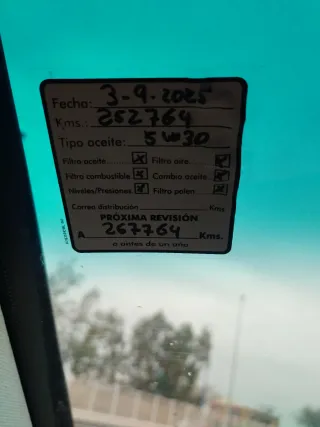 Fecha: 3-9-2025
Kms.: 252764
Tipo aceite: 5W30
Filtro aceite Filtro aire
Filtro combustible Cambio aceite
Niveles/Presiones Filtro polen
Correa distribución Kms
PRÓXIMA REVISIÓN
A 267764 Kms.
o antes de un año